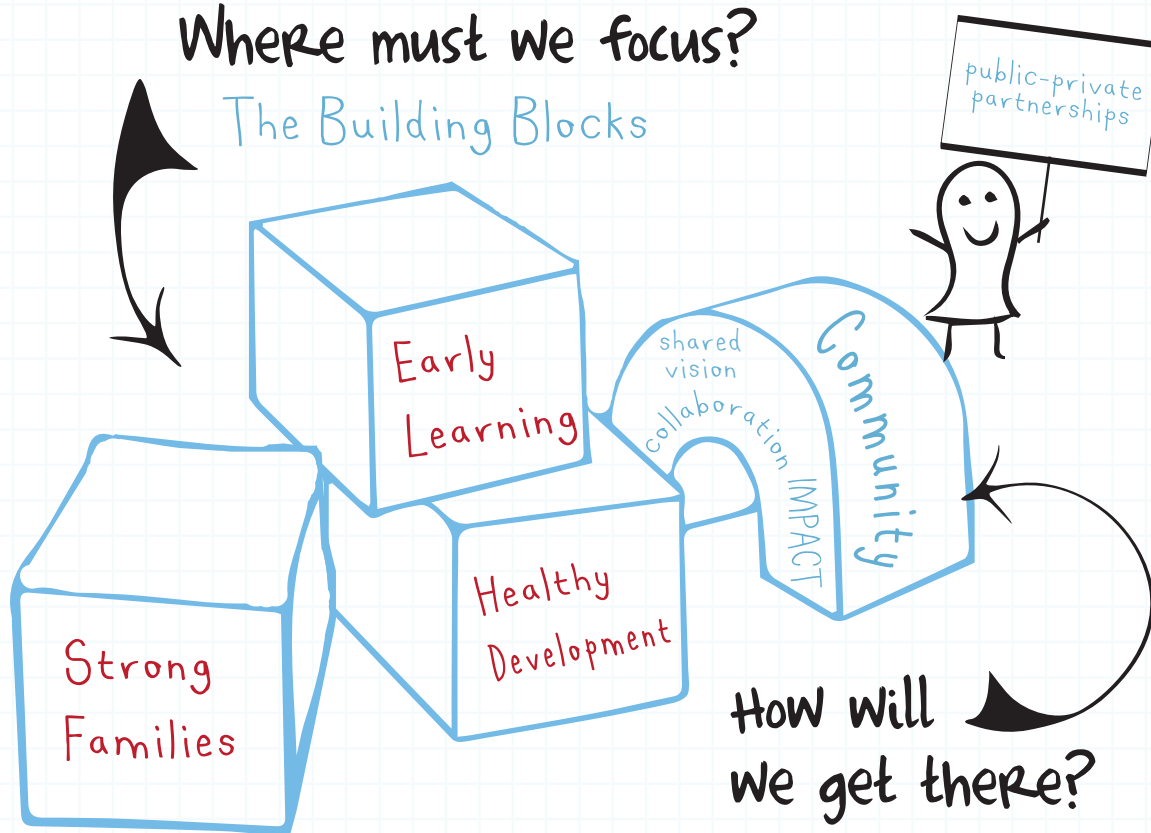 Where must we focus?
The Building Blocks
public-private
partnerships
Early
Learning
shared
vision
collaboration
IMPACT
Community
Healthy
Development
Strong
Families
How will
we get there?